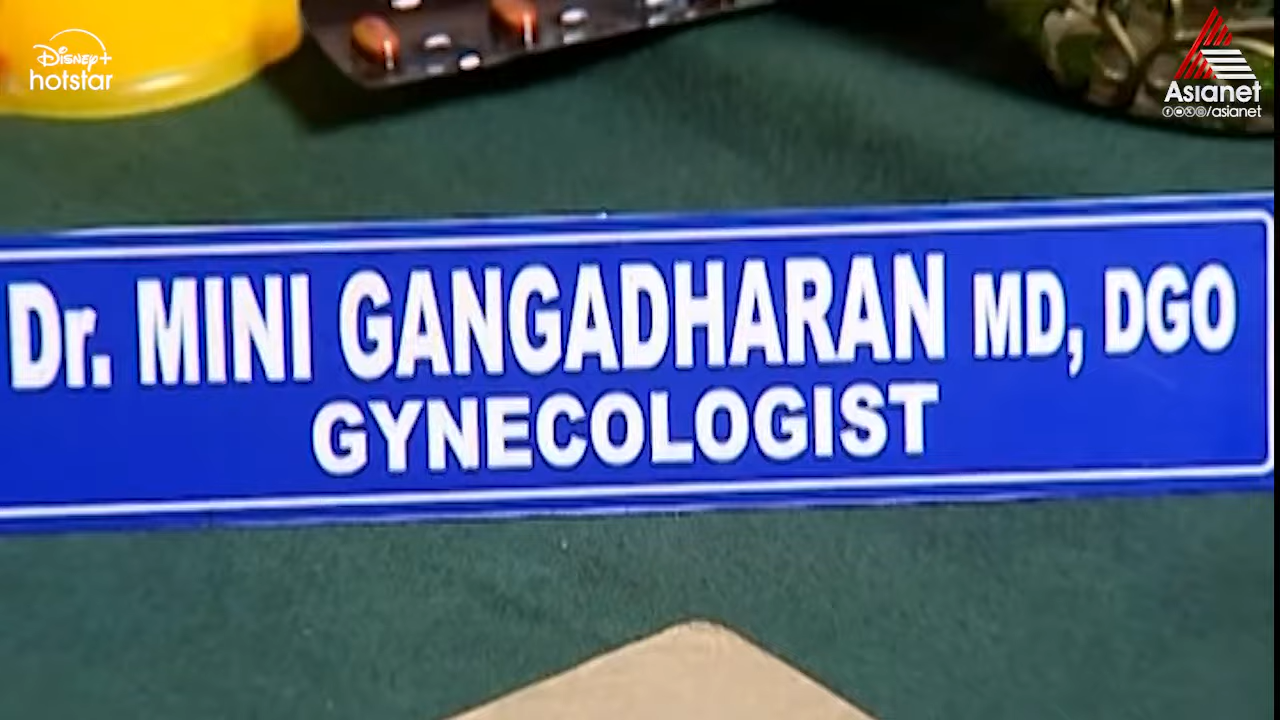 Disney+
hotstar
Asianet
/asianet
Dr. MINI GANGADHARAN MD, DGO
GYNECOLOGIST